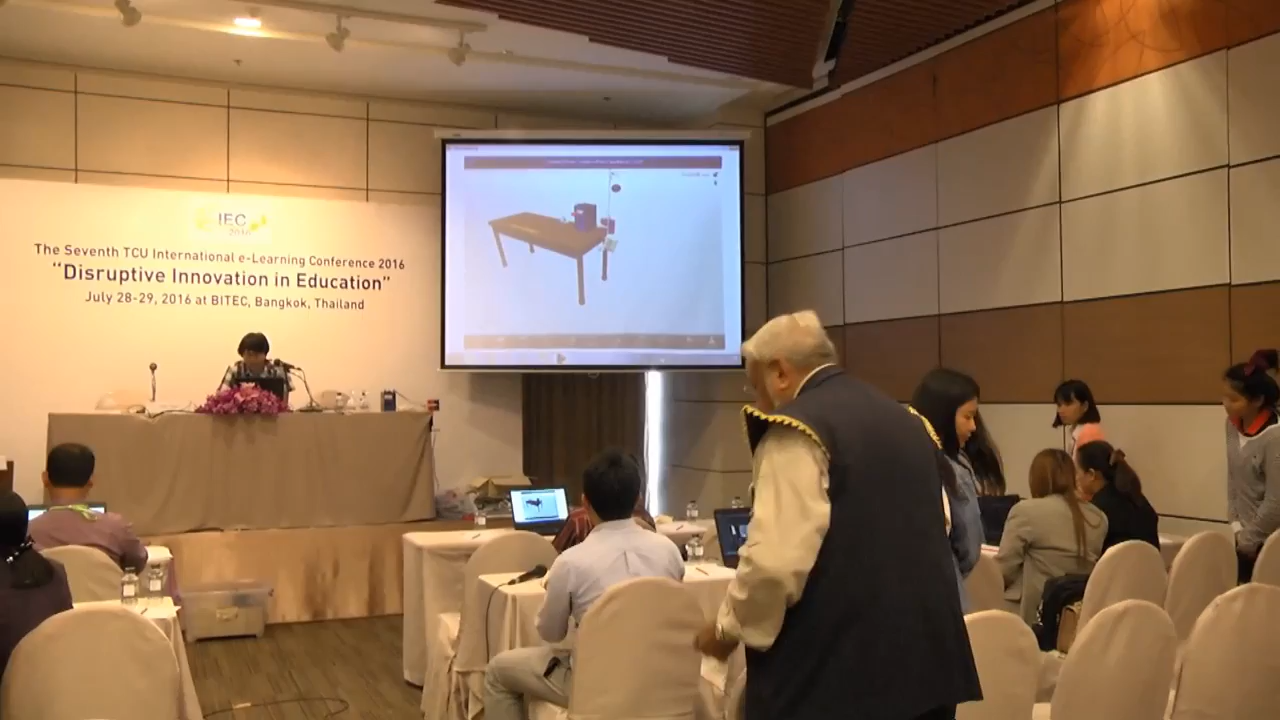 IEC
2016
The Seventh TCU International e-Learning Conference 2016
"Disruptive Innovation in Education"
July 28-29, 2016 at BITEC, Bangkok, Thailand